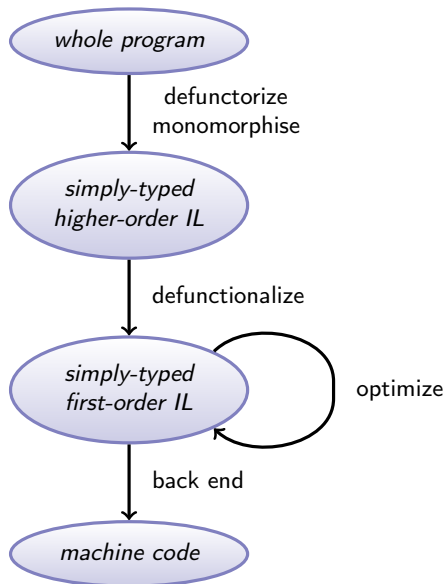 whole program
defunctorize
monomorphise
simply-typed
higher-order IL
defunctionalize
simply-typed
first-order IL
optimize
back end
machine code